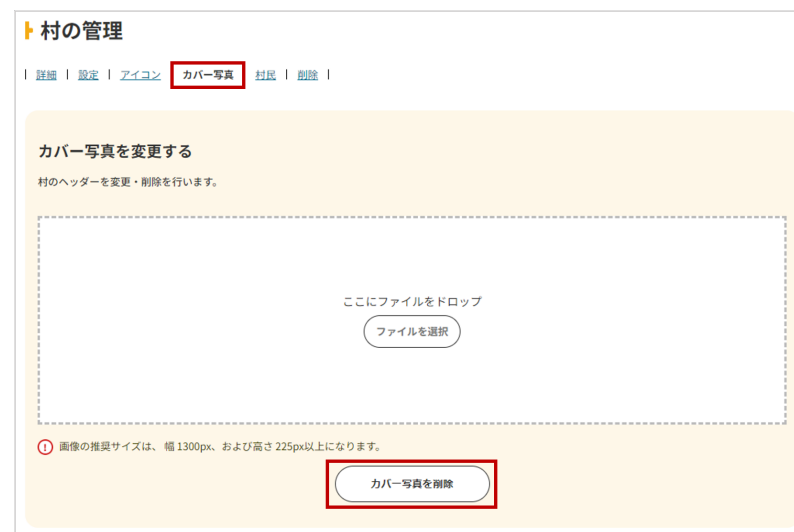 村の管理
| 詳細 | 設定 | アイコン カバー写真 村民 | 削除 |
カバー写真を変更する
村のヘッダーを変更・削除を行います。
ここにファイルをドロップ
ファイルを選択
! 画像の推奨サイズは、 幅 1300px、および高さ 225px以上になります。
カバー写真を削除